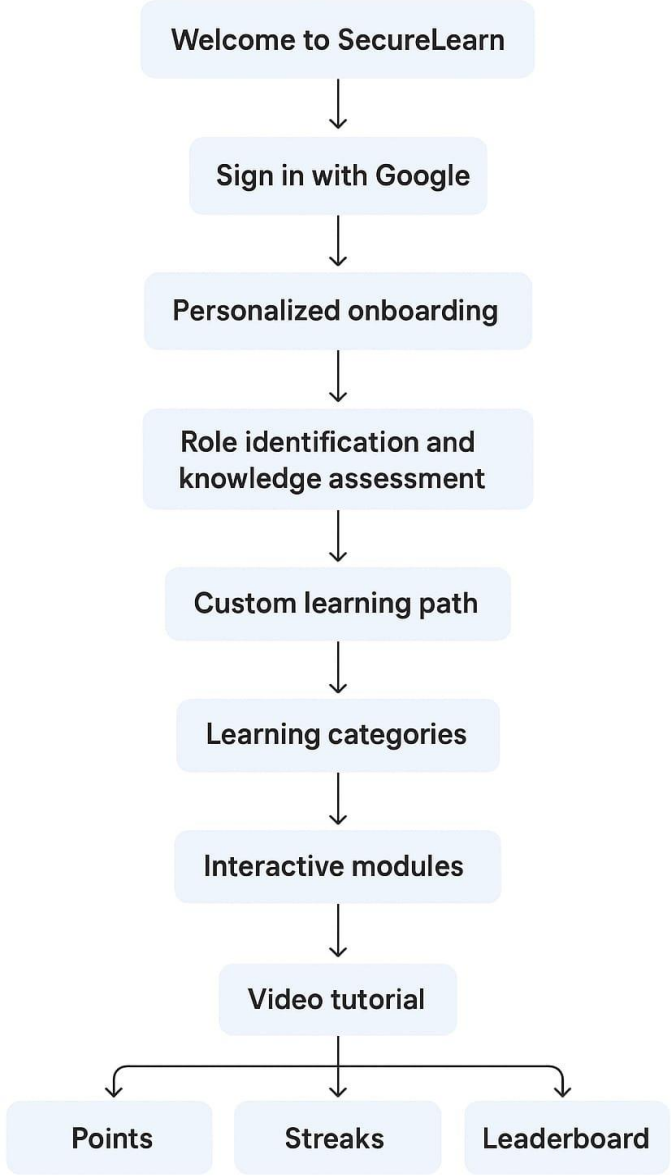 Welcome to SecureLearn
Sign in with Google
Personalized onboarding
Role identification and
knowledge assessment
Custom learning path
Learning categories
Interactive modules
Video tutorial
Points
Streaks
Leaderboard